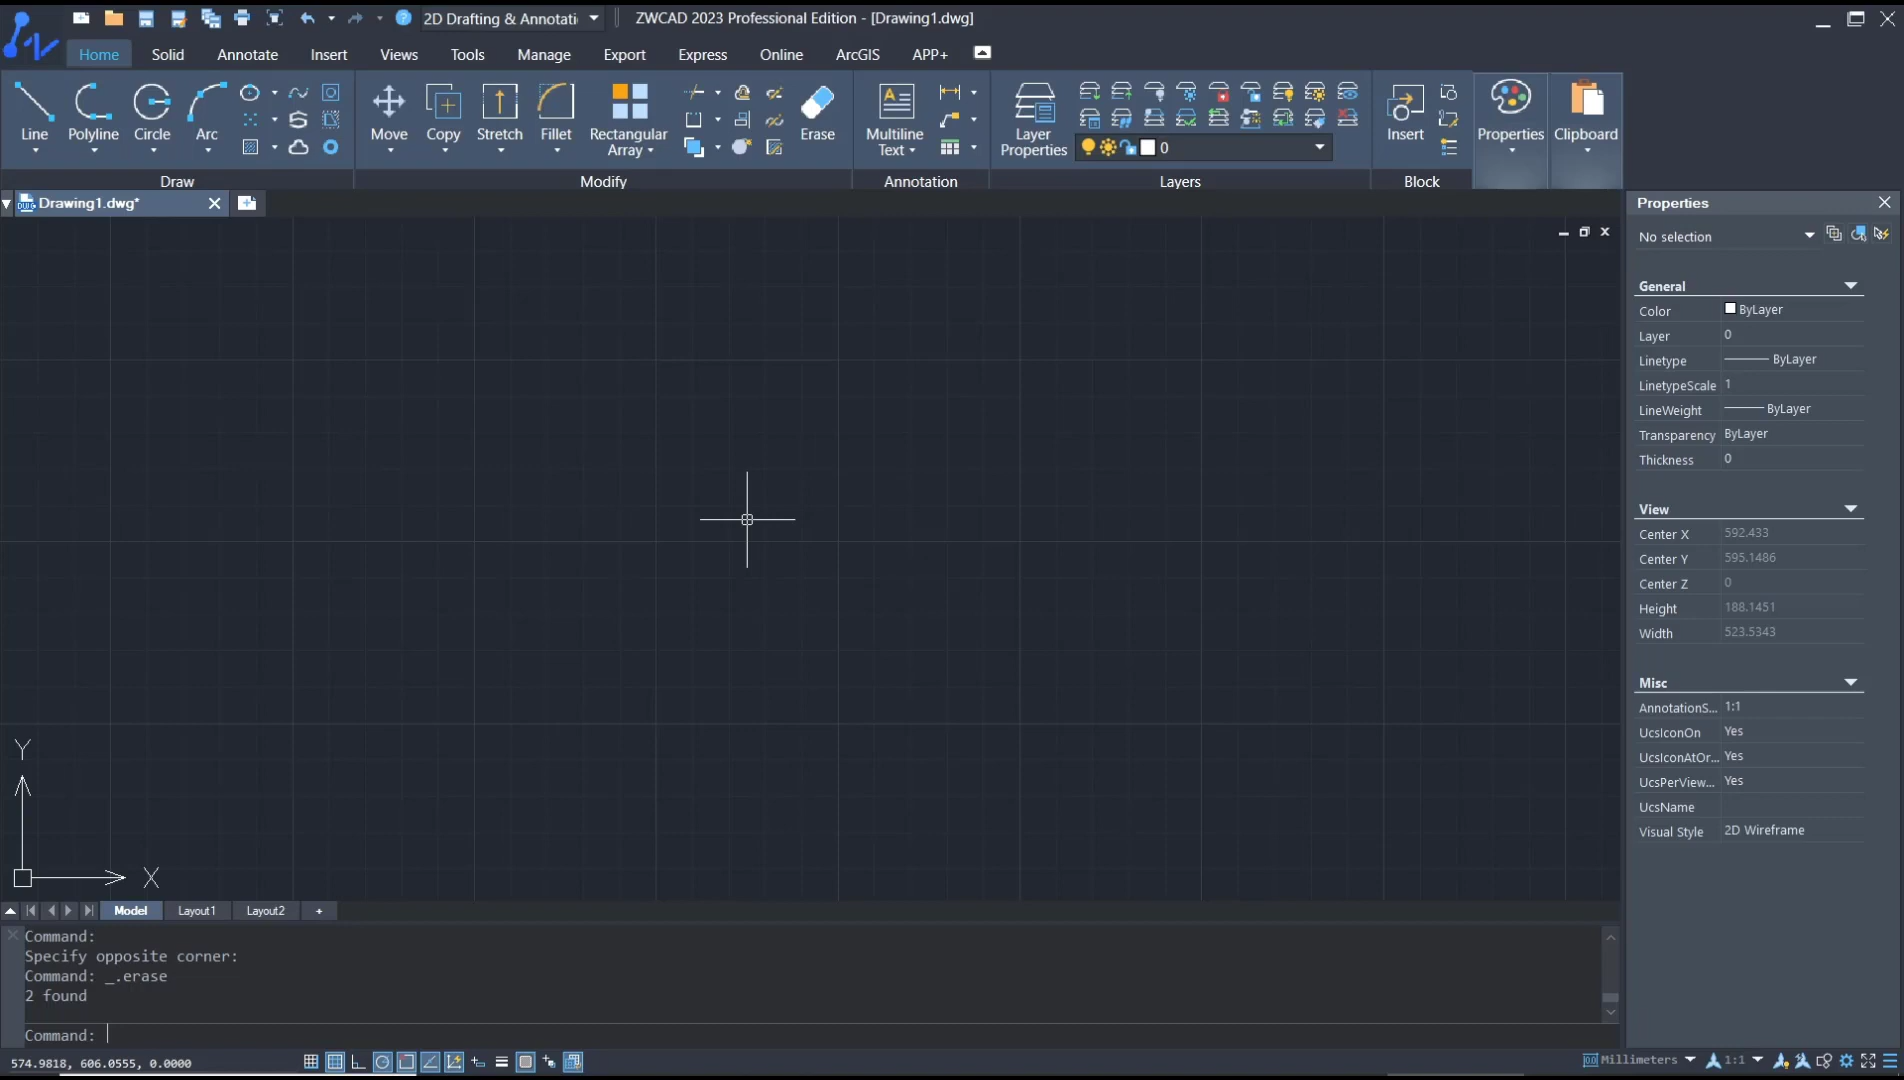 2D Drafting & Annotati
ZWCAD 2023 Professional Edition - [Drawing1.dwg]
Home Solid Annotate Insert Views Tools Manage Export Express Online ArcGIS APP+
Line Polyline Circle Arc
Move Copy Stretch Fillet Rectangular Array Erase
Multiline Text
Layer Properties
0
Insert Properties Clipboard
Draw Modify Annotation Layers Block
Drawing1.dwg*
Properties
No selection
General
Color ByLayer
Layer 0
Linetype ByLayer
LinetypeScale 1
LineWeight ByLayer
Transparency ByLayer
Thickness 0
View
Center X 592.433
Center Y 595.1486
Center Z 0
Height 188.1451
Width 523.5343
Misc
AnnotationS... 1:1
UcsIconOn Yes
UcsIconAtOr... Yes
UcsPerView... Yes
UcsName
Visual Style 2D Wireframe
Y
X
Model Layout1 Layout2 +
Command:
Specify opposite corner:
Command: _.erase
2 found
Command:
574.9818, 606.0555, 0.0000
Millimeters 1:1